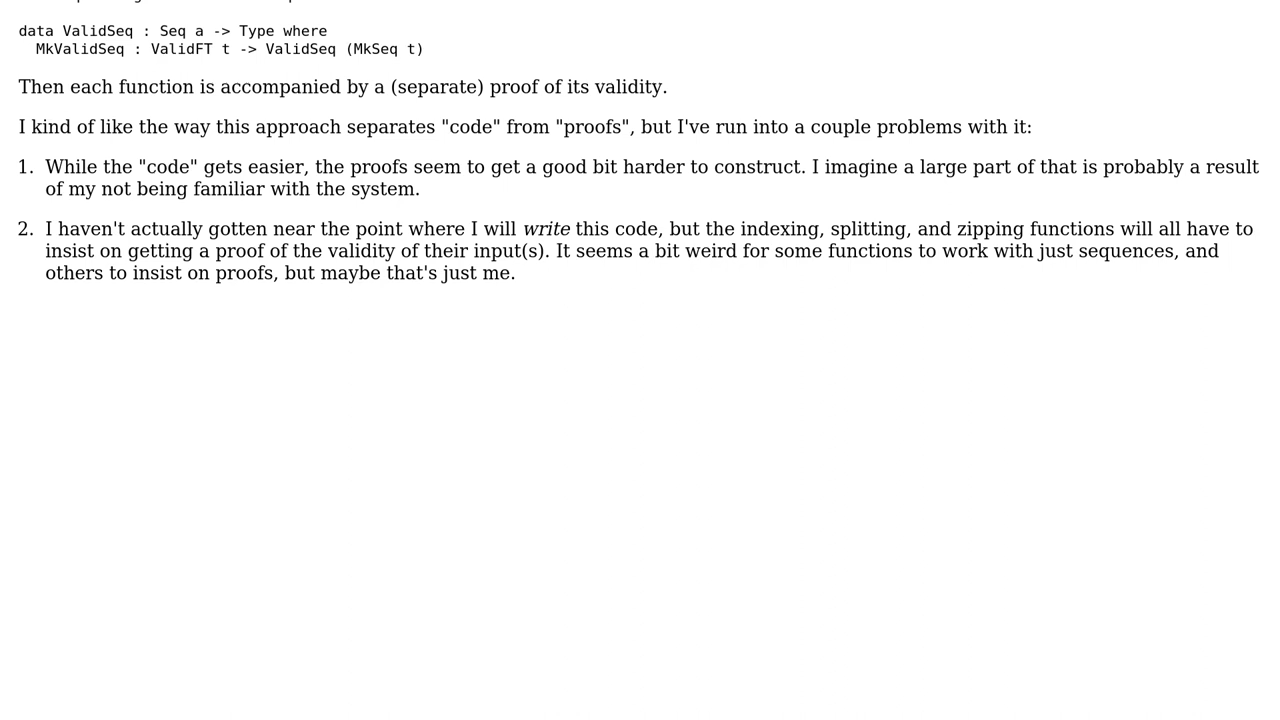 data ValidSeq : Seq a -> Type where
  MkValidSeq : ValidFT t -> ValidSeq (MkSeq t)
Then each function is accompanied by a (separate) proof of its validity.
I kind of like the way this approach separates "code" from "proofs", but I've run into a couple problems with it:
1. While the "code" gets easier, the proofs seem to get a good bit harder to construct. I imagine a large part of that is probably a result
of my not being familiar with the system.
2. I haven't actually gotten near the point where I will write this code, but the indexing, splitting, and zipping functions will all have to
insist on getting a proof of the validity of their input(s). It seems a bit weird for some functions to work with just sequences, and
others to insist on proofs, but maybe that's just me.